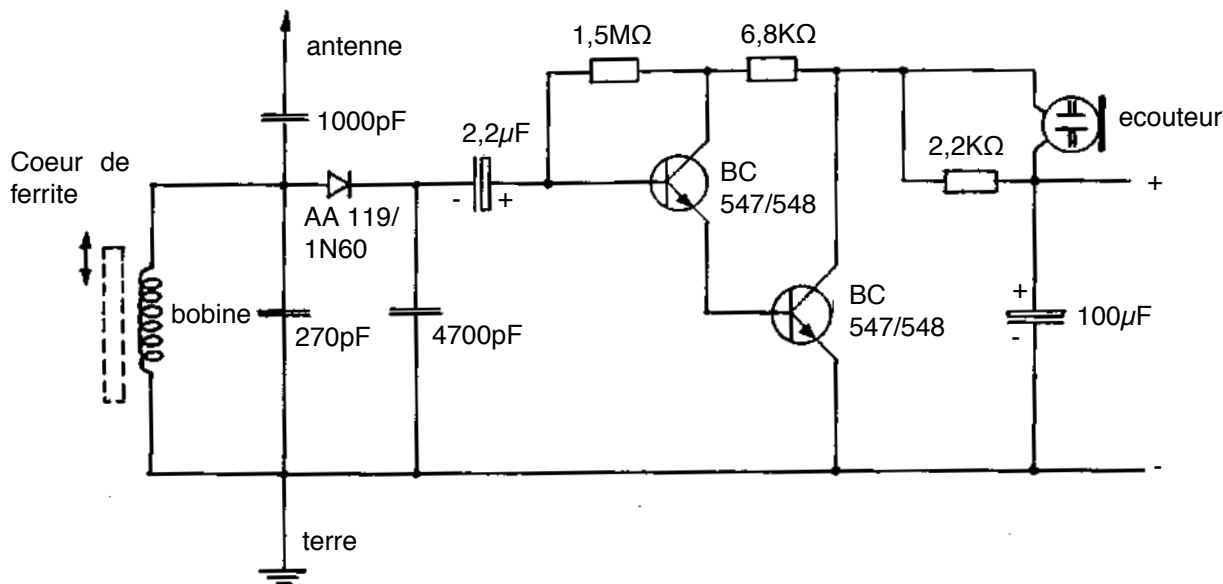 antenne
1,5MΩ
6,8KΩ
1000pF
2,2µF
ecouteur
Coeur de
ferrite
2,2KΩ
BC
547/548
- +
+
AA 119/
1N60
bobine
270pF
4700pF
BC
547/548
+
100µF
-
-
terre